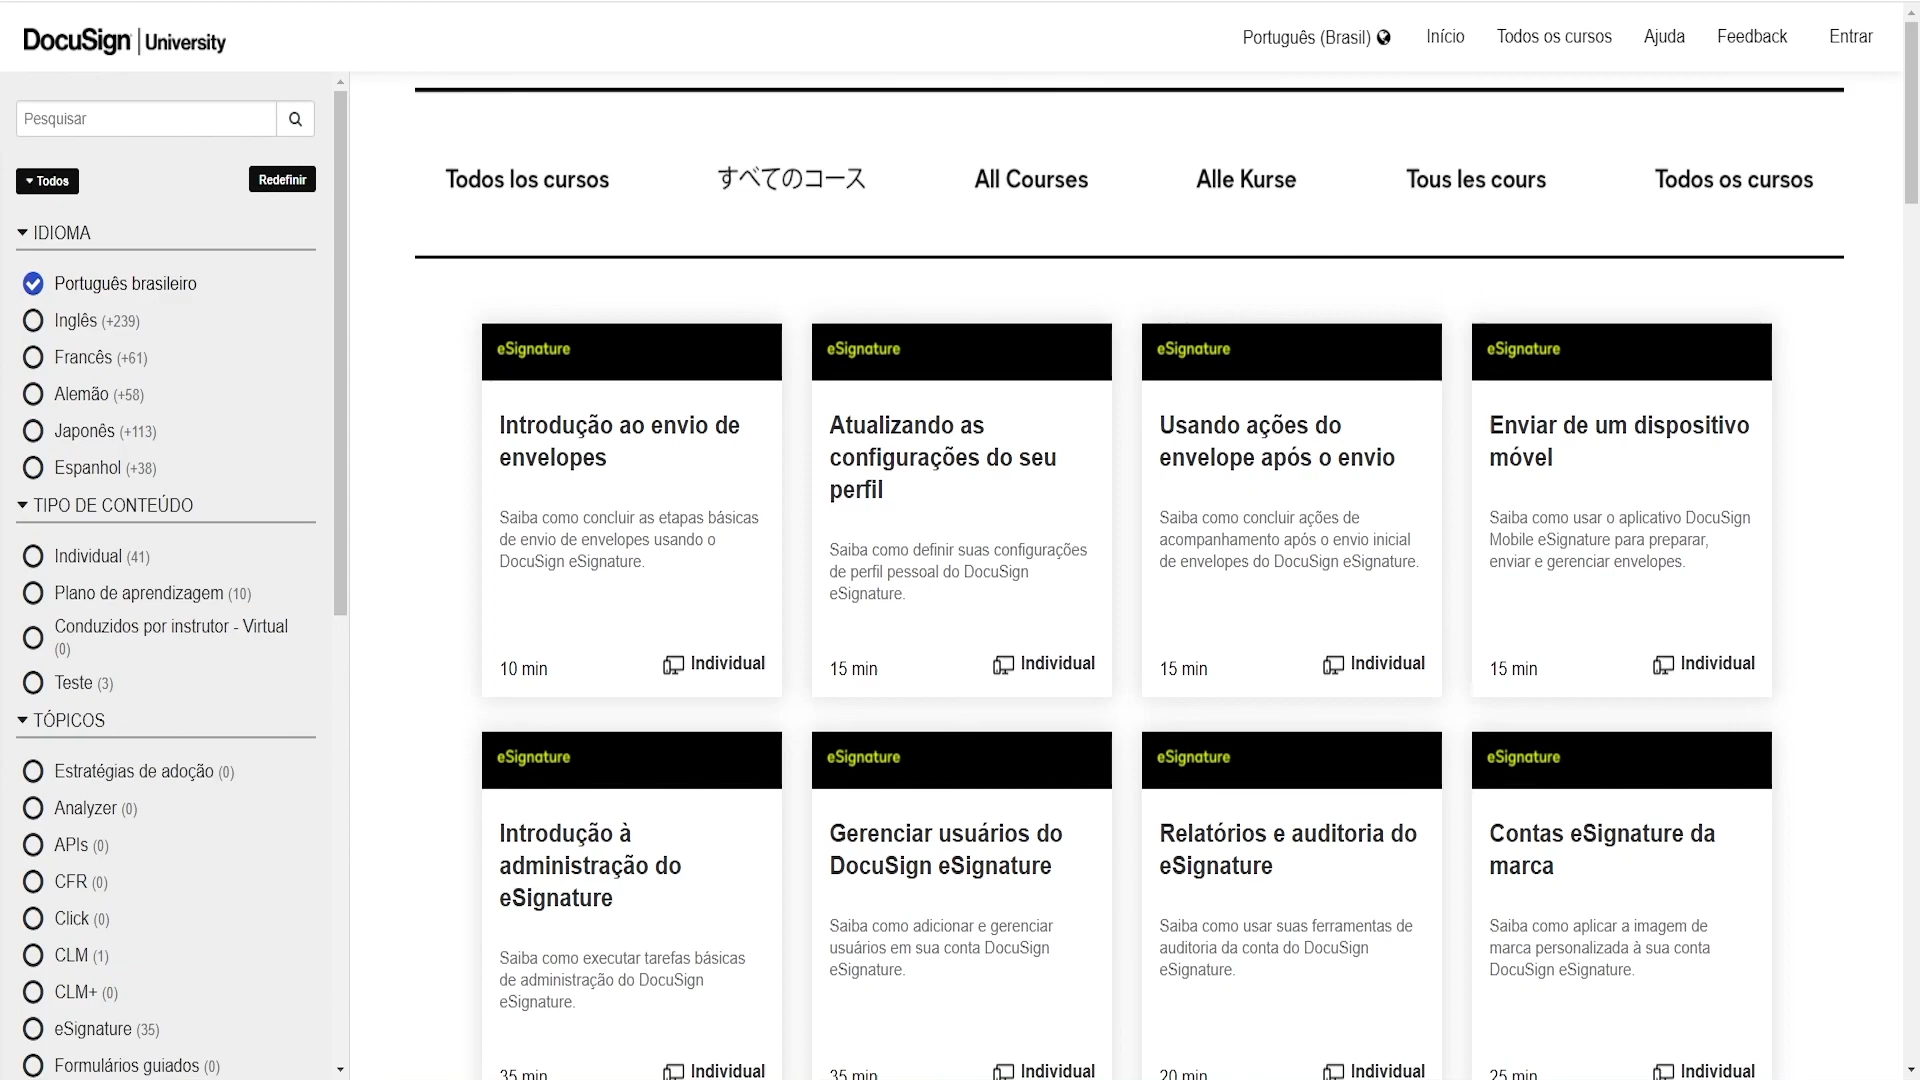 DocuSign | University
Português (Brasil)
Início
Todos os cursos
Ajuda
Feedback
Entrar
Pesquisar
Todos
Redefinir
IDIOMA
Português brasileiro
Inglês (+239)
Francês (+61)
Alemão (+58)
Japonês (+113)
Espanhol (+38)
TIPO DE CONTEÚDO
Individual (41)
Plano de aprendizagem (10)
Conduzidos por instrutor - Virtual
(0)
Teste (3)
TÓPICOS
Estratégias de adoção (0)
Analyzer (0)
APIs (0)
CFR (0)
Click (0)
CLM (1)
CLM+ (0)
eSignature (35)
Formulários guiados (0)
Todos los cursos
すべてのコース
All Courses
Alle Kurse
Tous les cours
Todos os cursos
eSignature
Introdução ao envio de
envelopes
Saiba como concluir as etapas básicas
de envio de envelopes usando o
DocuSign eSignature.
10 min
Individual
eSignature
Atualizando as
configurações do seu
perfil
Saiba como definir suas configurações
de perfil pessoal do DocuSign
eSignature.
15 min
Individual
eSignature
Usando ações do
envelope após o envio
Saiba como concluir ações de
acompanhamento após o envio inicial
de envelopes do DocuSign eSignature.
15 min
Individual
eSignature
Enviar de um dispositivo
móvel
Saiba como usar o aplicativo DocuSign
Mobile eSignature para preparar,
enviar e gerenciar envelopes.
15 min
Individual
eSignature
Introdução à
administração do
eSignature
Saiba como executar tarefas básicas
de administração do DocuSign
eSignature.
35 min
Individual
eSignature
Gerenciar usuários do
DocuSign eSignature
Saiba como adicionar e gerenciar
usuários em sua conta DocuSign
eSignature.
35 min
Individual
eSignature
Relatórios e auditoria do
eSignature
Saiba como usar suas ferramentas de
auditoria da conta do DocuSign
eSignature.
20 min
Individual
eSignature
Contas eSignature da
marca
Saiba como aplicar a imagem de
marca personalizada à sua conta
DocuSign eSignature.
25 min
Individual